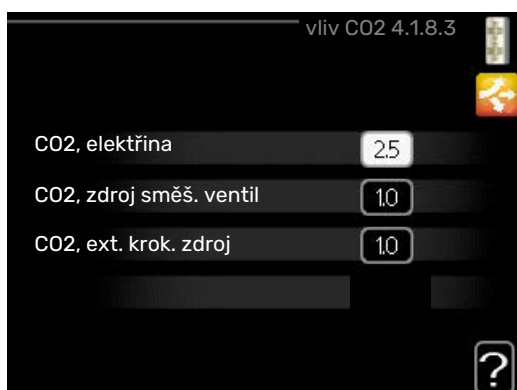 vliv CO2 4.1.8.3
CO2, elektřina 2.5
CO2, zdroj směš. ventil 1.0
CO2, ext. krok. zdroj 1.0
?